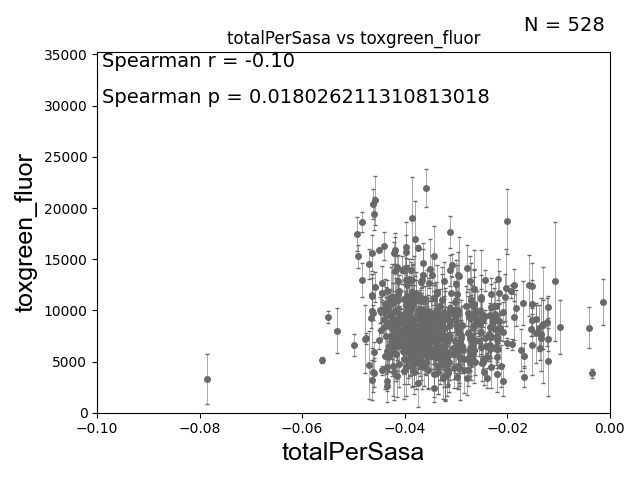 N = 528
totalPerSasa vs toxgreen_fluor
Spearman r = -0.10
Spearman p = 0.018026211310813018
35000
30000
25000
20000
15000
10000
5000
0
toxgreen_fluor
−0.10 −0.08 −0.06 −0.04 −0.02 0.00
totalPerSasa